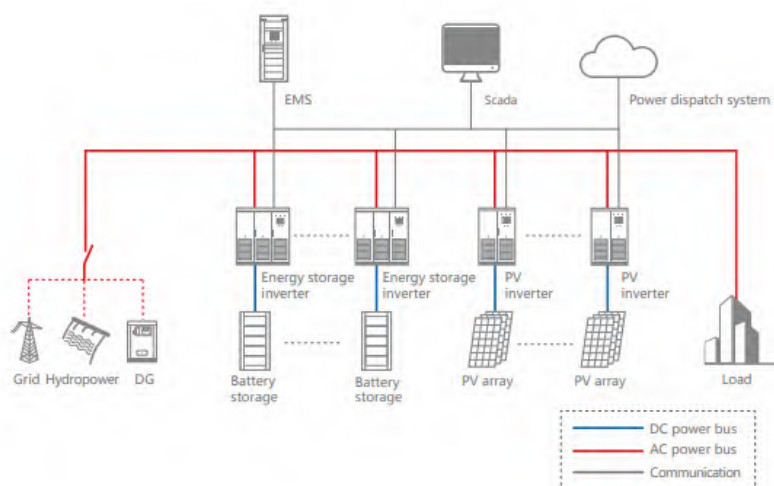 EMS
Scada
Power dispatch system
Energy storage
inverter
Energy storage
inverter
PV
inverter
PV
inverter
Grid
Hydropower
DG
Battery
storage
Battery
storage
PV array
PV array
Load
DC power bus
AC power bus
Communication